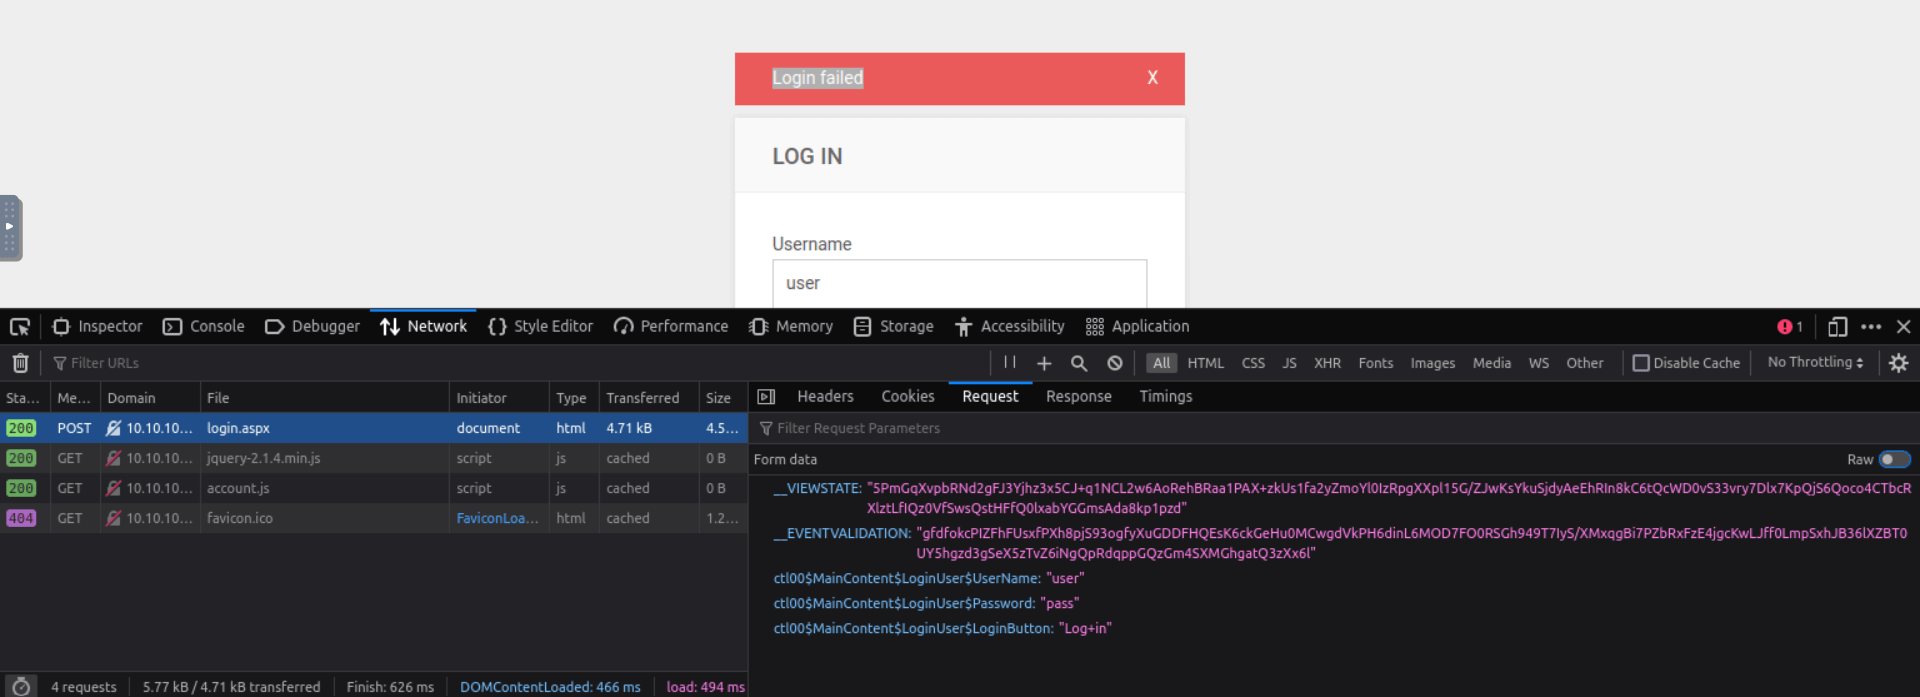 Login failed X
LOG IN
Username
user
Inspector Console Debugger Network {} Style Editor Performance Memory Storage Accessibility Application 1
Filter URLs All HTML CSS JS XHR Fonts Images Media WS Other Disable Cache No Throttling
Sta... Me... Domain File Initiator Type Transferred Size Headers Cookies Request Response Timings
200 POST 10.10.10... login.aspx document html 4.71 kB 4.5... Filter Request Parameters
200 GET 10.10.10... jquery-2.1.4.min.js script js cached 0 B Form data Raw
200 GET 10.10.10... account.js script js cached 0 B
404 GET 10.10.10... favicon.ico FaviconLoa... html cached 1.2...
__VIEWSTATE: "5PmGqXvpbRNd2gFJ3Yjhz3x5CJ+q1NCL2w6AoRehBRaa1PAX+zkUs1fa2yZmoYl0IzRpgXXpl15G/ZJwKsYkuSjdyAeEhRIn8kC6tQcWD0vS33vry7Dlx7KpQjS6Qoco4CTbcR
XlztLfIQz0VfSwsQstHFfQ0lxabYGGmsAda8kp1pzd"
__EVENTVALIDATION: "gfdfokcPIZFhFUsxfPXh8pjS93ogfyXuGDDFHQEsK6ckGeHu0MCwgdVkPH6dinL6MOD7FO0RSGh949T7IyS/XMxqgBi7PZbRxFzE4jgcKwLJff0LmpSxhJB36lXZBT0
UY5hgzd3gSeX5zTvZ6iNgQpRdqppGQzGm4SXMGhgatQ3zXx6l"
ctl00$MainContent$LoginUser$UserName: "user"
ctl00$MainContent$LoginUser$Password: "pass"
ctl00$MainContent$LoginUser$LoginButton: "Log+in"
4 requests 5.77 kB / 4.71 kB transferred Finish: 626 ms DOMContentLoaded: 466 ms load: 494 ms